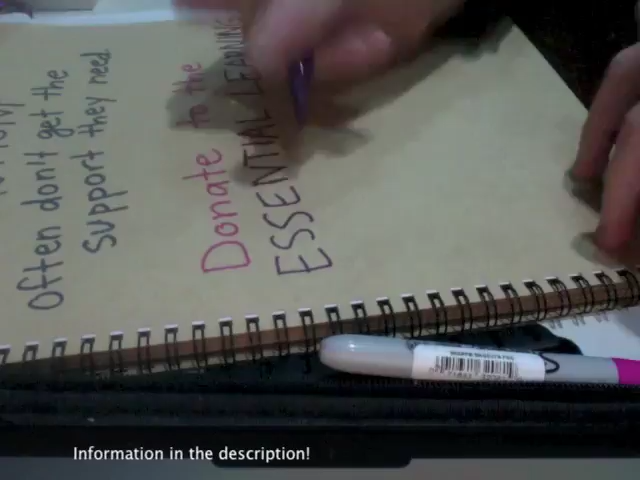 often don't get the
support they need
Donate to the
ESSENTIAL LEARNING
Information in the description!